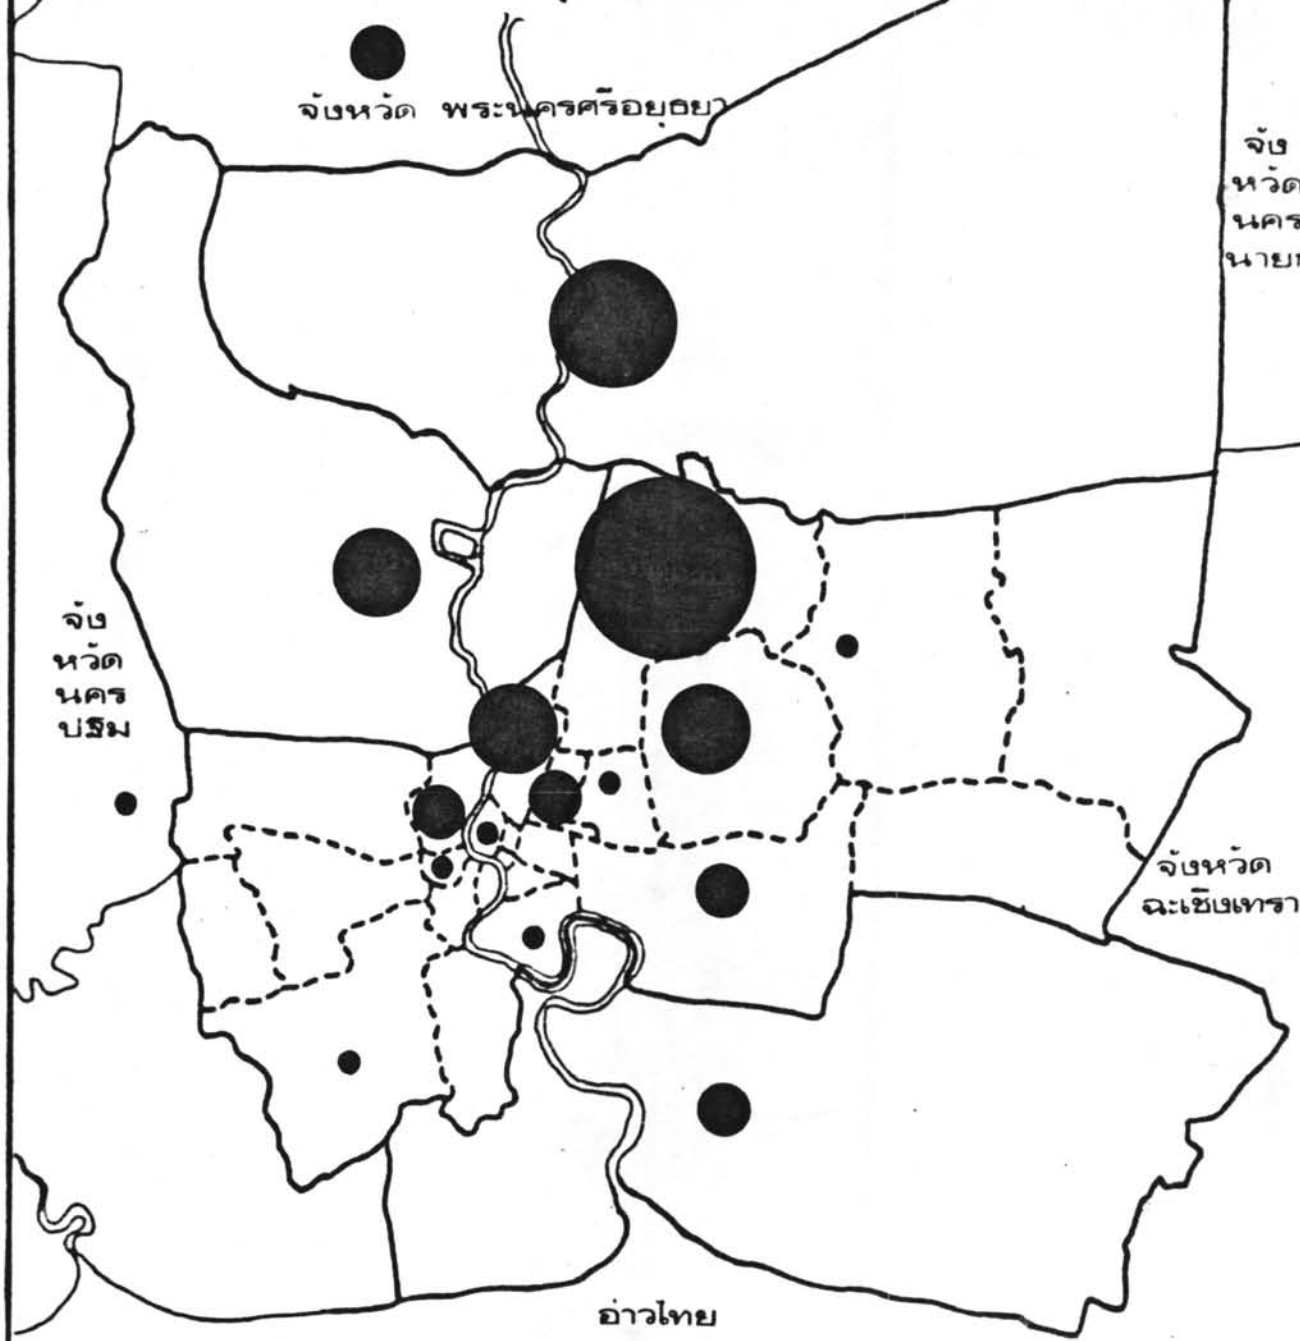 จังหวัด พระนครศรีอยุธยา
จัง
หวัด
นคร
นาย
จัง
หวัด
นคร
ปฐม
จังหวัด
ฉะเชิงเทรา
อ่าวไทย